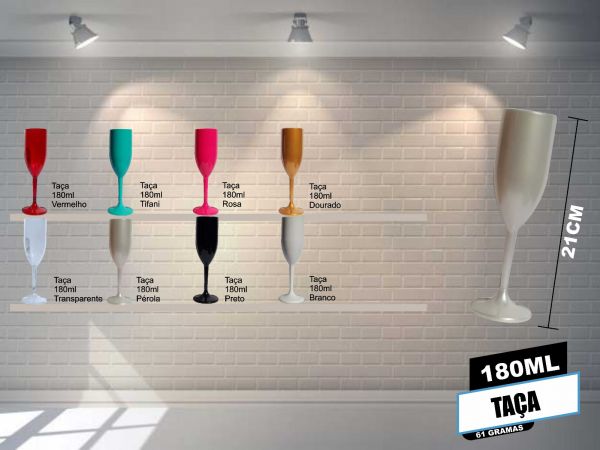 Taça
180ml
Vermelho
Taça
180ml
Tifani
Taça
180ml
Rosa
Taça
180ml
Dourado
Taça
180ml
Transparente
Taça
180ml
Pérola
Taça
180ml
Preto
Taça
180ml
Branco
21CM
180ML
TAÇA
61 GRAMAS